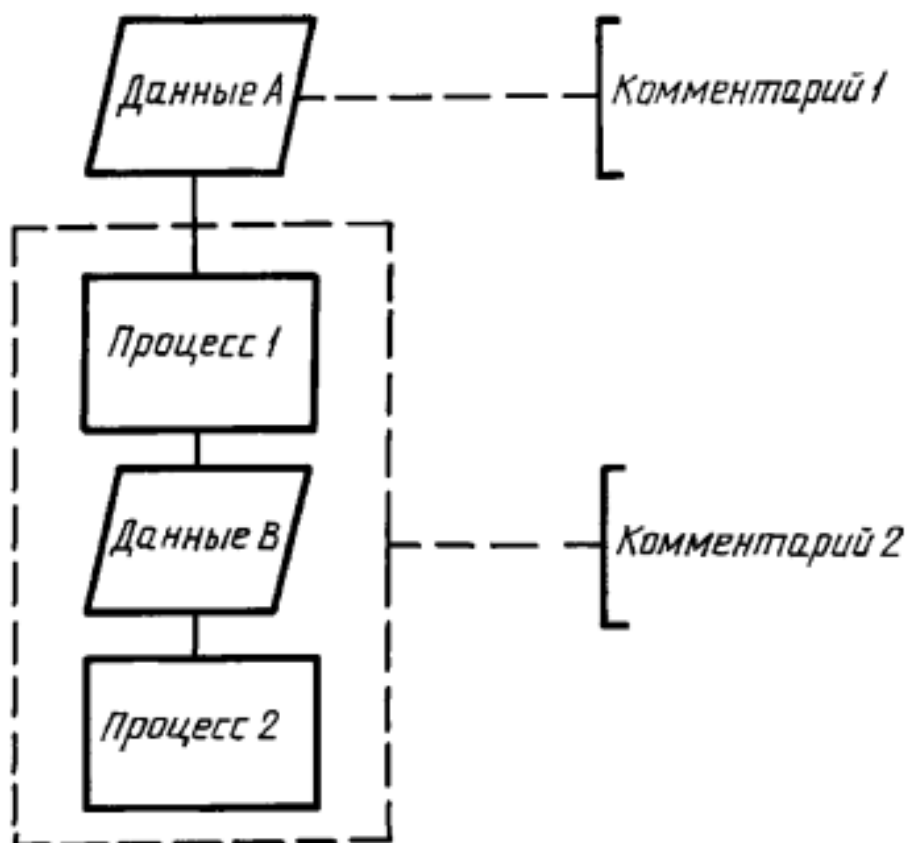 Данные А
Комментарий 1
Процесс 1
Данные В
Комментарий 2
Процесс 2